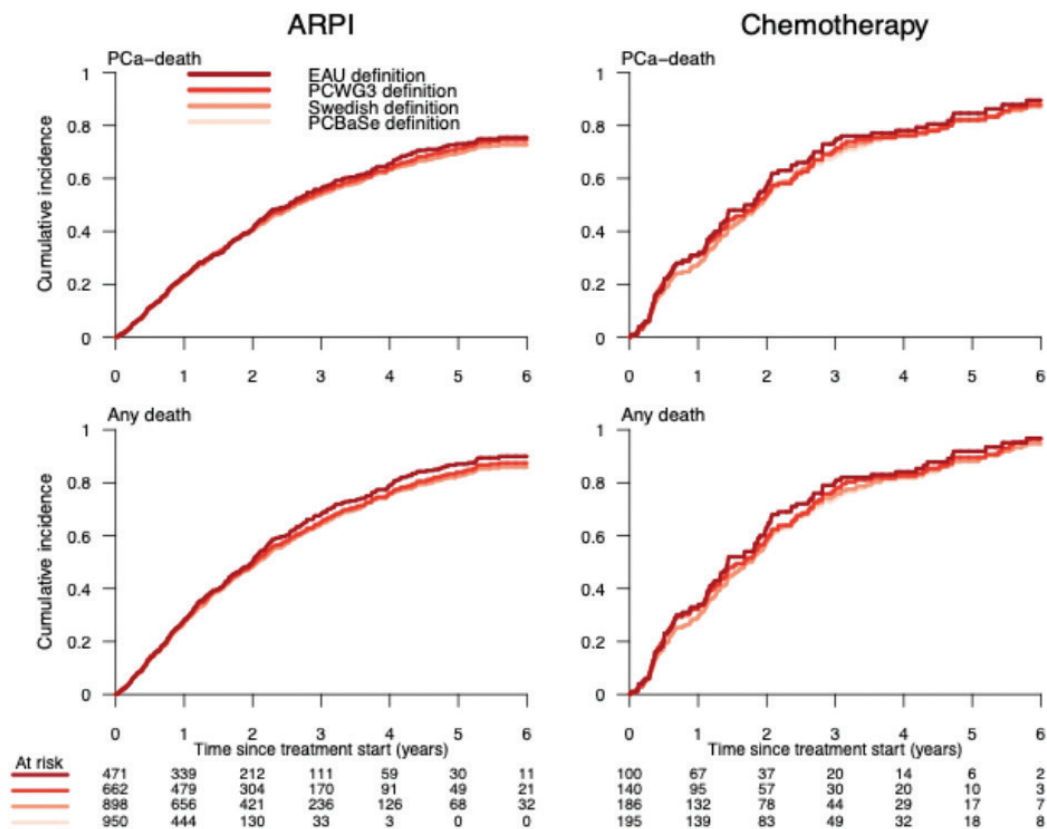 ARPI Chemotherapy
PCa-death PCa-death
EAU definition
PCWG3 definition
Swedish definition
PCBaSe definition
Cumulative incidence
1
0.8
0.6
0.4
0.2
0
0 1 2 3 4 5 6
1
0.8
0.6
0.4
0.2
0
0 1 2 3 4 5 6
Any death Any death
Cumulative incidence
1
0.8
0.6
0.4
0.2
0
0 1 2 3 4 5 6
1
0.8
0.6
0.4
0.2
0
0 1 2 3 4 5 6
Time since treatment start (years) Time since treatment start (years)
At risk
471 339 212 111 59 30 11 100 67 37 20 14 6 2
662 479 304 170 91 49 21 140 95 57 30 20 10 3
898 656 421 236 126 68 32 186 132 78 44 29 17 7
950 444 130 33 3 0 0 195 139 83 49 32 18 8